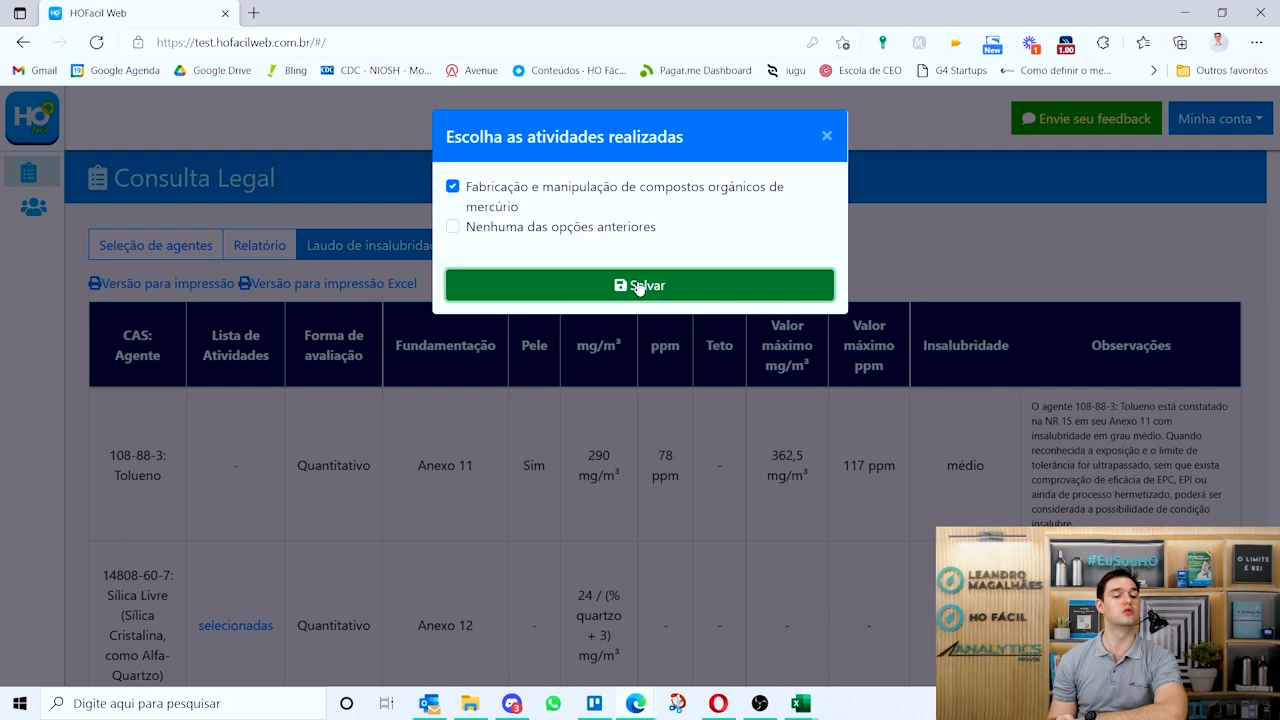 HOFacil Web
https://test.hofacilweb.com.br/#/
New
1
1.00
Gmail
19
Google Agenda
Google Drive
Bling
CDC - NIOSH - Mo...
Avenue
Conteúdos · HO Fác...
Pagar.me Dashboard
iugu
Escola de CEO
G4 Startups
Como definir o me...
Outros favoritos
HO
fácil
Escolha as atividades realizadas
Fabricação e manipulação de compostos orgânicos de
mercúrio
Nenhuma das opções anteriores
Salvar
Envie seu feedback
Minha conta
Consulta Legal
Seleção de agentes
Relatório
Laudo de insalubridad
Versão para impressão
Versão para impressão Excel
CAS:
Agente
Lista de
Atividades
Forma de
avaliação
Fundamentação
Pele
mg/m³
ppm
Teto
Valor
máximo
mg/m³
Valor
máximo
ppm
Insalubridade
Observações
108-88-3:
Tolueno
-
Quantitativo
Anexo 11
Sim
290
mg/m³
78
ppm
-
362,5
mg/m³
117 ppm
médio
O agente 108-88-3: Tolueno está constatado
na NR 15 em seu Anexo 11 com
insalubridade em grau médio. Quando
reconhecida a exposição e o limite de
tolerância for ultrapassado, sem que exista
comprovação de eficácia de EPC, EPI ou
ainda de processo hermetizado, poderá ser
considerada a possibilidade de condição
insalubre.
14808-60-7:
Sílica Livre
(Sílica
Cristalina,
como Alfa-
Quartzo)
selecionadas
Quantitativo
Anexo 12
-
24 / (%
quartzo
+ 3)
mg/m³
-
-
-
-
#EuSouHO
O LIMITE
É REI
LEANDRO
MAGALHÃES
HO FÁCIL
ANALYTICS
Digite aqui para pesquisar
3